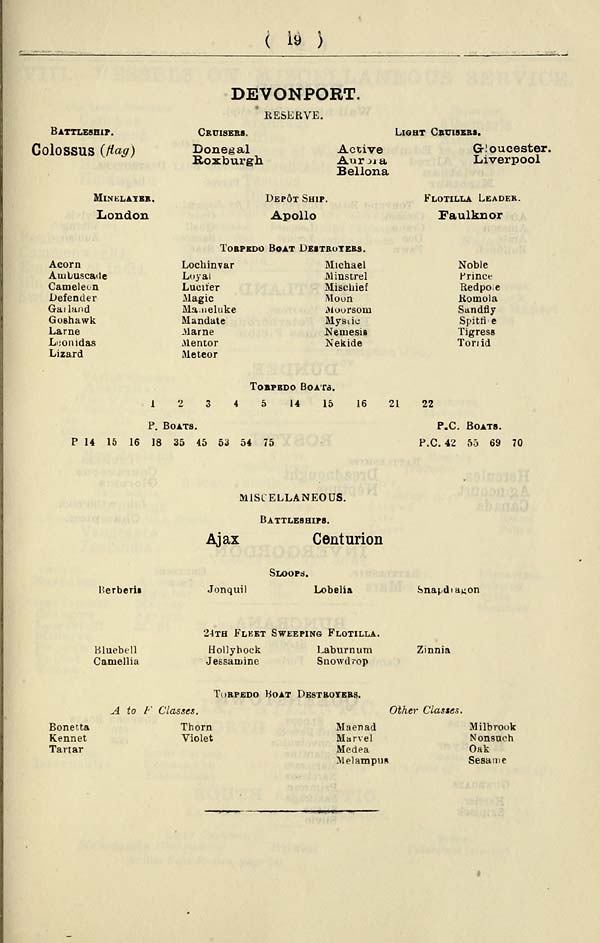 ( 19 )
DEVONPORT.
RESERVE.
BATTLESHIP. CRUISERS. LIGHT CRUISERS.
Colossus (flag) Donegal Active Gloucester.
Roxburgh Aurora Liverpool
Bellona
MINELAYER. DEPÔT SHIP. FLOTILLA LEADER.
London Apollo Faulknor
TORPEDO BOAT DESTROYERS.
Acorn Lochinvar Michael Noble
Ambuscade Loyal Minstrel Prince
Cameleon Lucifer Mischief Redpole
Defender Magic Moon Romola
Garland Mameluke Moorsom Sandfly
Goshawk Mandate Mystic Spitfire
Larne Marne Nemesis Tigress
Leonidas Mentor Nekide Torrid
Lizard Meteor
TORPEDO BOATS.
1 2 3 4 5 14 15 16 21 22
P. BOATS. P.C. BOATS.
P 14 15 16 18 35 45 53 54 75 P.C. 42 55 69 70
MISCELLANEOUS.
BATTLESHIPS.
Ajax Centurion
SLOOPS.
Berberis Jonquil Lobelia Snapdragon
24TH FLEET SWEEPING FLOTILLA.
Bluebell Hollyhock Laburnum Zinnia
Camellia Jessamine Snowdrop
TORPEDO BOAT DESTROYERS.
A to F Classes. Other Classes.
Bonetta Thorn Maenad Milbrook
Kennet Violet Marvel Nonsuch
Tartar Medea Oak
Melampus Sesame